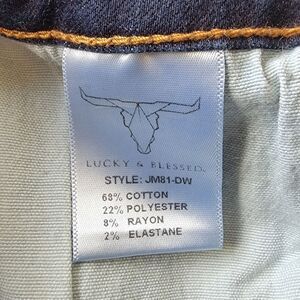 LUCKY & BLESSED.
STYLE: JM81-DW
68% COTTON
22% POLYESTER
8% RAYON
2% ELASTANE